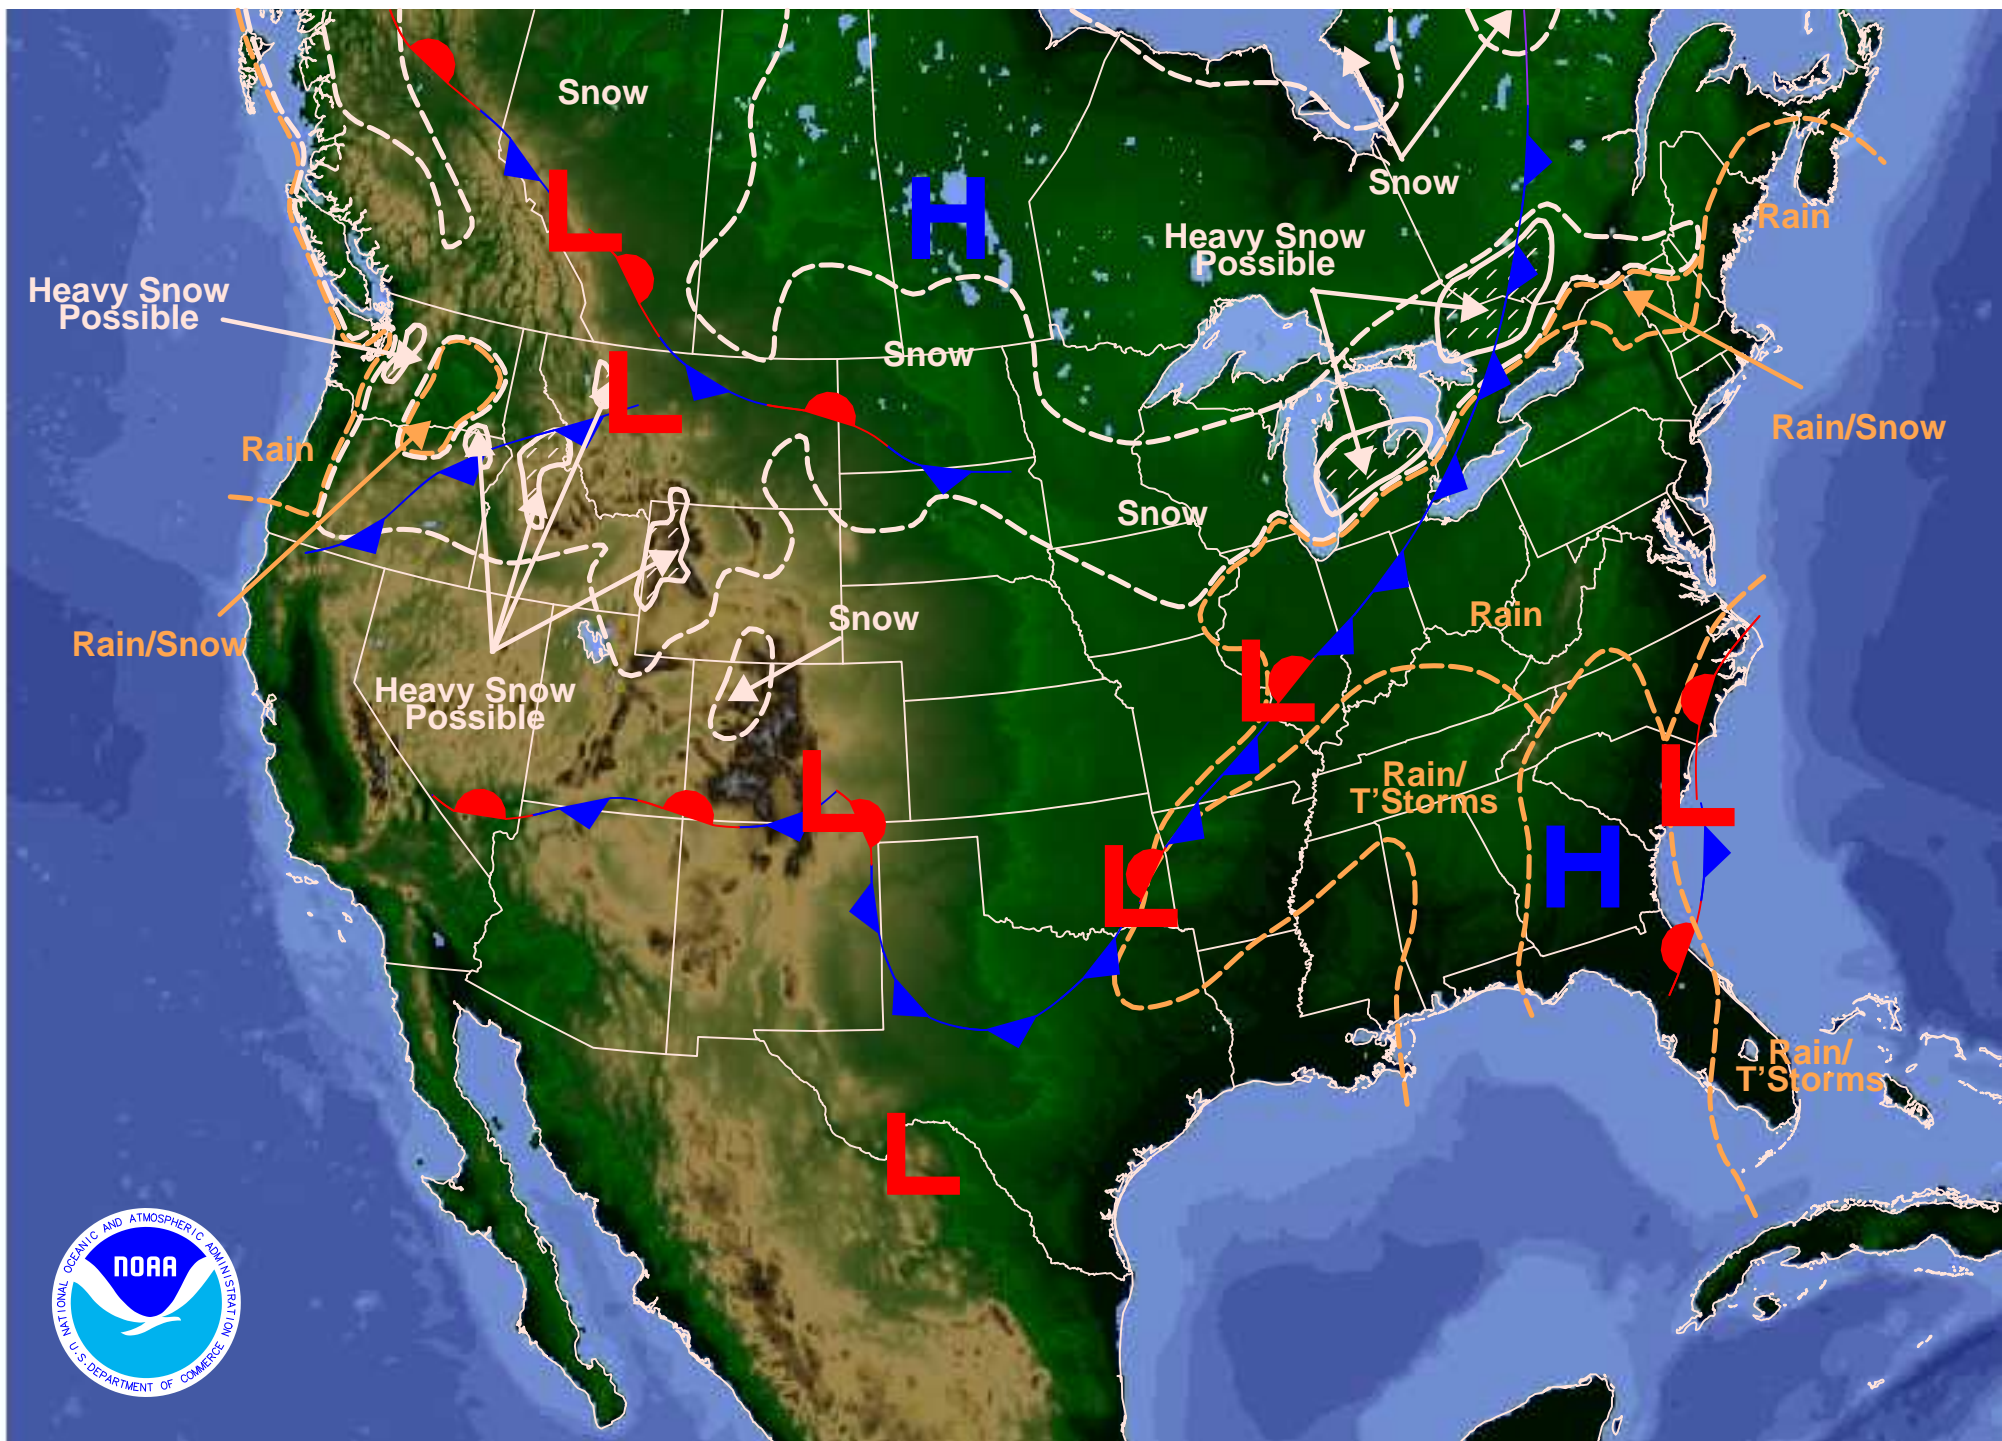 Snow
Snow
Heavy Snow
Possible
Rain
H
L
Heavy Snow
Possible
Snow
L
Rain/Snow
Rain
Snow
Rain
Snow
Rain/Snow
Heavy Snow
Possible
L
L
Rain/
T'Storms
L
L
H
L
Rain/
T'Storms
L
NATIONAL OCEANIC AND ATMOSPHERIC ADMINISTRATION
NOAA
U.S. DEPARTMENT OF COMMERCE